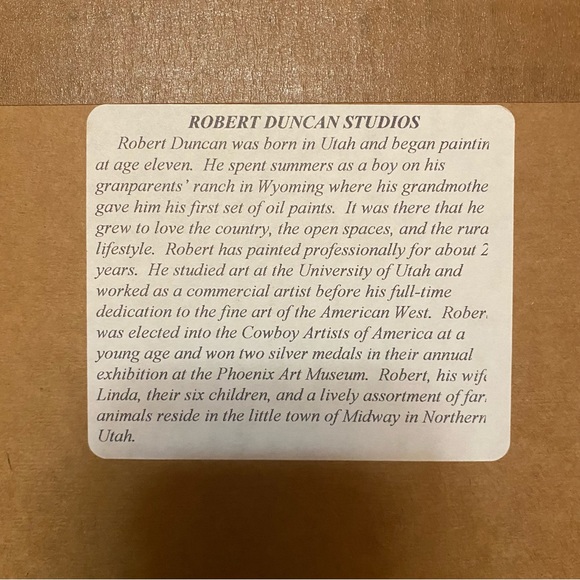 ROBERT DUNCAN STUDIOS
Robert Duncan was born in Utah and began paintin
at age eleven. He spent summers as a boy on his
granparents' ranch in Wyoming where his grandmothe
gave him his first set of oil paints. It was there that he
grew to love the country, the open spaces, and the rura
lifestyle. Robert has painted professionally for about 2
years. He studied art at the University of Utah and
worked as a commercial artist before his full-time
dedication to the fine art of the American West. Rober
was elected into the Cowboy Artists of America at a
young age and won two silver medals in their annual
exhibition at the Phoenix Art Museum. Robert, his wife
Linda, their six children, and a lively assortment of far
animals reside in the little town of Midway in Northern
Utah.